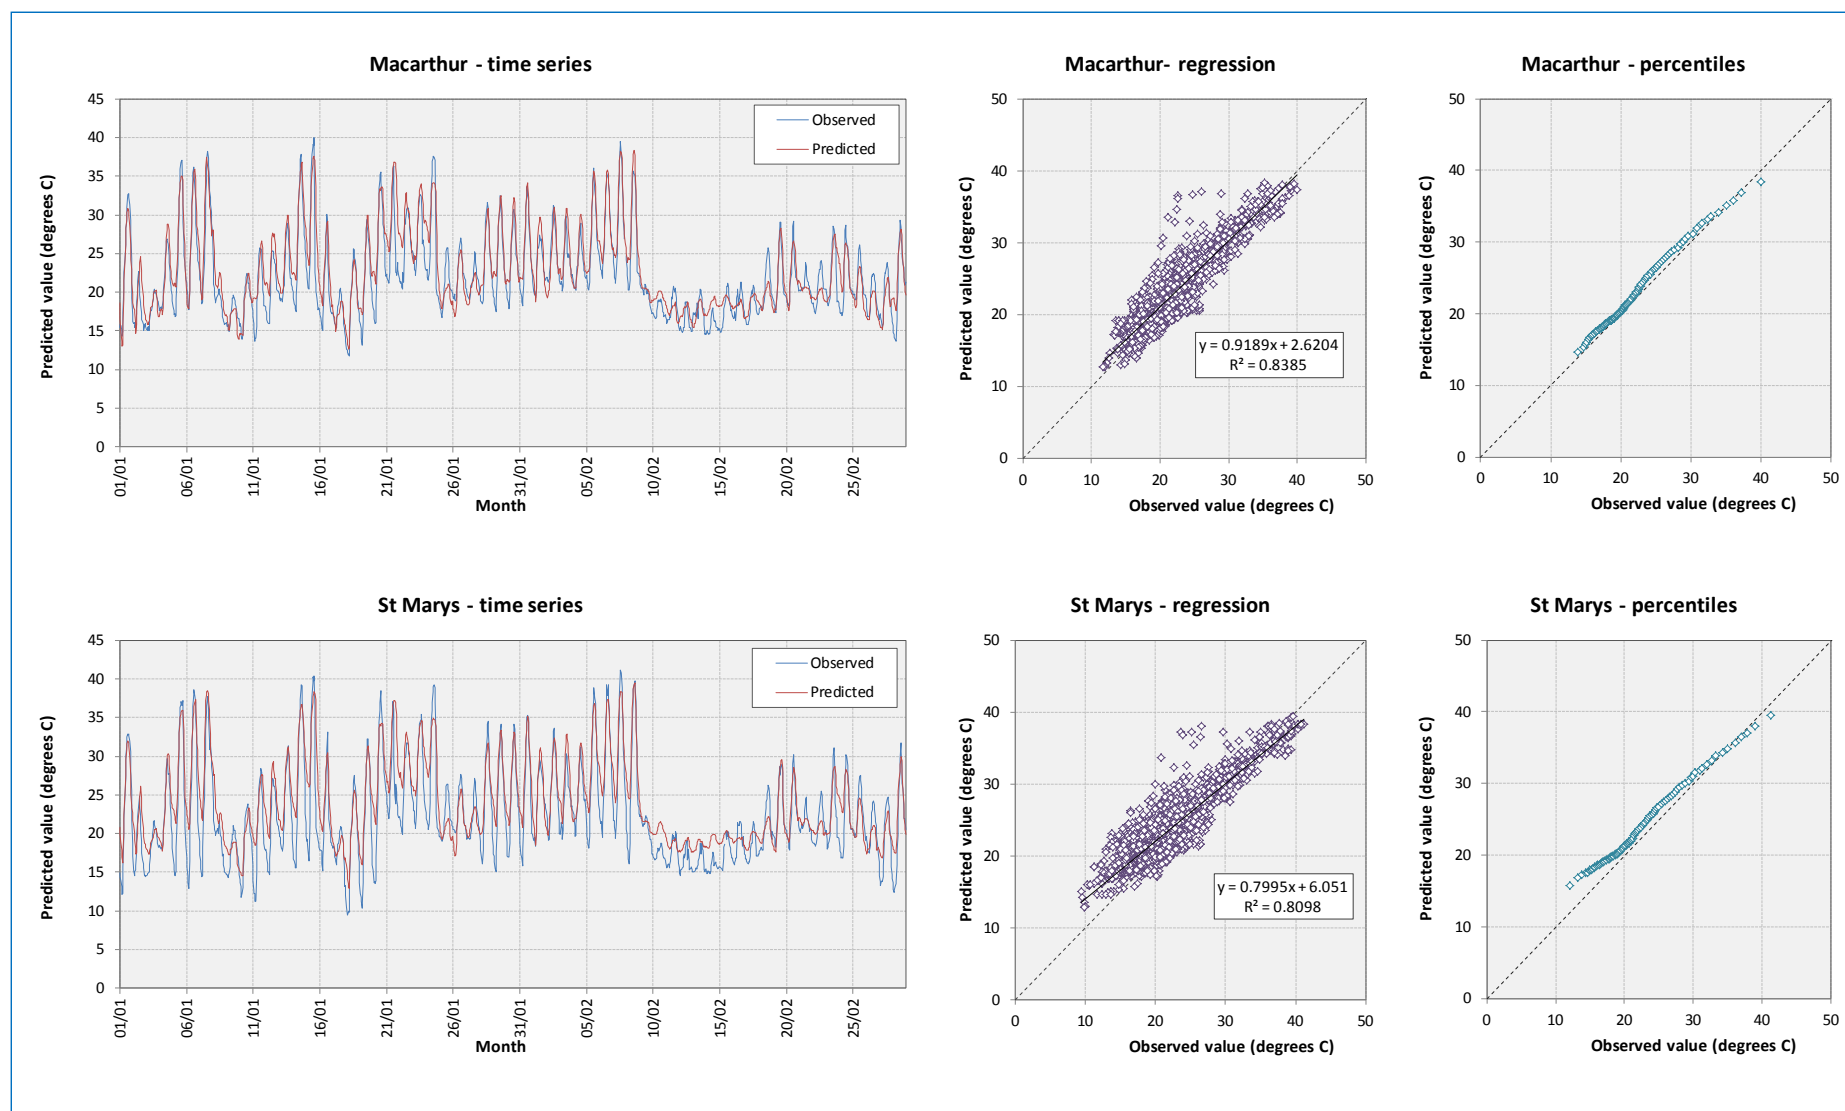 Macarthur - time series
45
40
35
30
25
20
15
10
5
0
Predicted value (degrees C)
Observed
Predicted
01/01
06/01
11/01
16/01
21/01
26/01
31/01
05/02
10/02
15/02
20/02
25/02
Month
Macarthur- regression
50
40
30
20
10
0
Predicted value (degrees C)
y = 0.9189x + 2.6204
R² = 0.8385
0 10 20 30 40 50
Observed value (degrees C)
Macarthur - percentiles
50
40
30
20
10
0
Predicted value (degrees C)
0 10 20 30 40 50
Observed value (degrees C)
St Marys - time series
45
40
35
30
25
20
15
10
5
0
Predicted value (degrees C)
Observed
Predicted
01/01
06/01
11/01
16/01
21/01
26/01
31/01
05/02
10/02
15/02
20/02
25/02
Month
St Marys - regression
50
40
30
20
10
0
Predicted value (degrees C)
y = 0.7995x + 6.051
R² = 0.8098
0 10 20 30 40 50
Observed value (degrees C)
St Marys - percentiles
50
40
30
20
10
0
Predicted value (degrees C)
0 10 20 30 40 50
Observed value (degrees C)